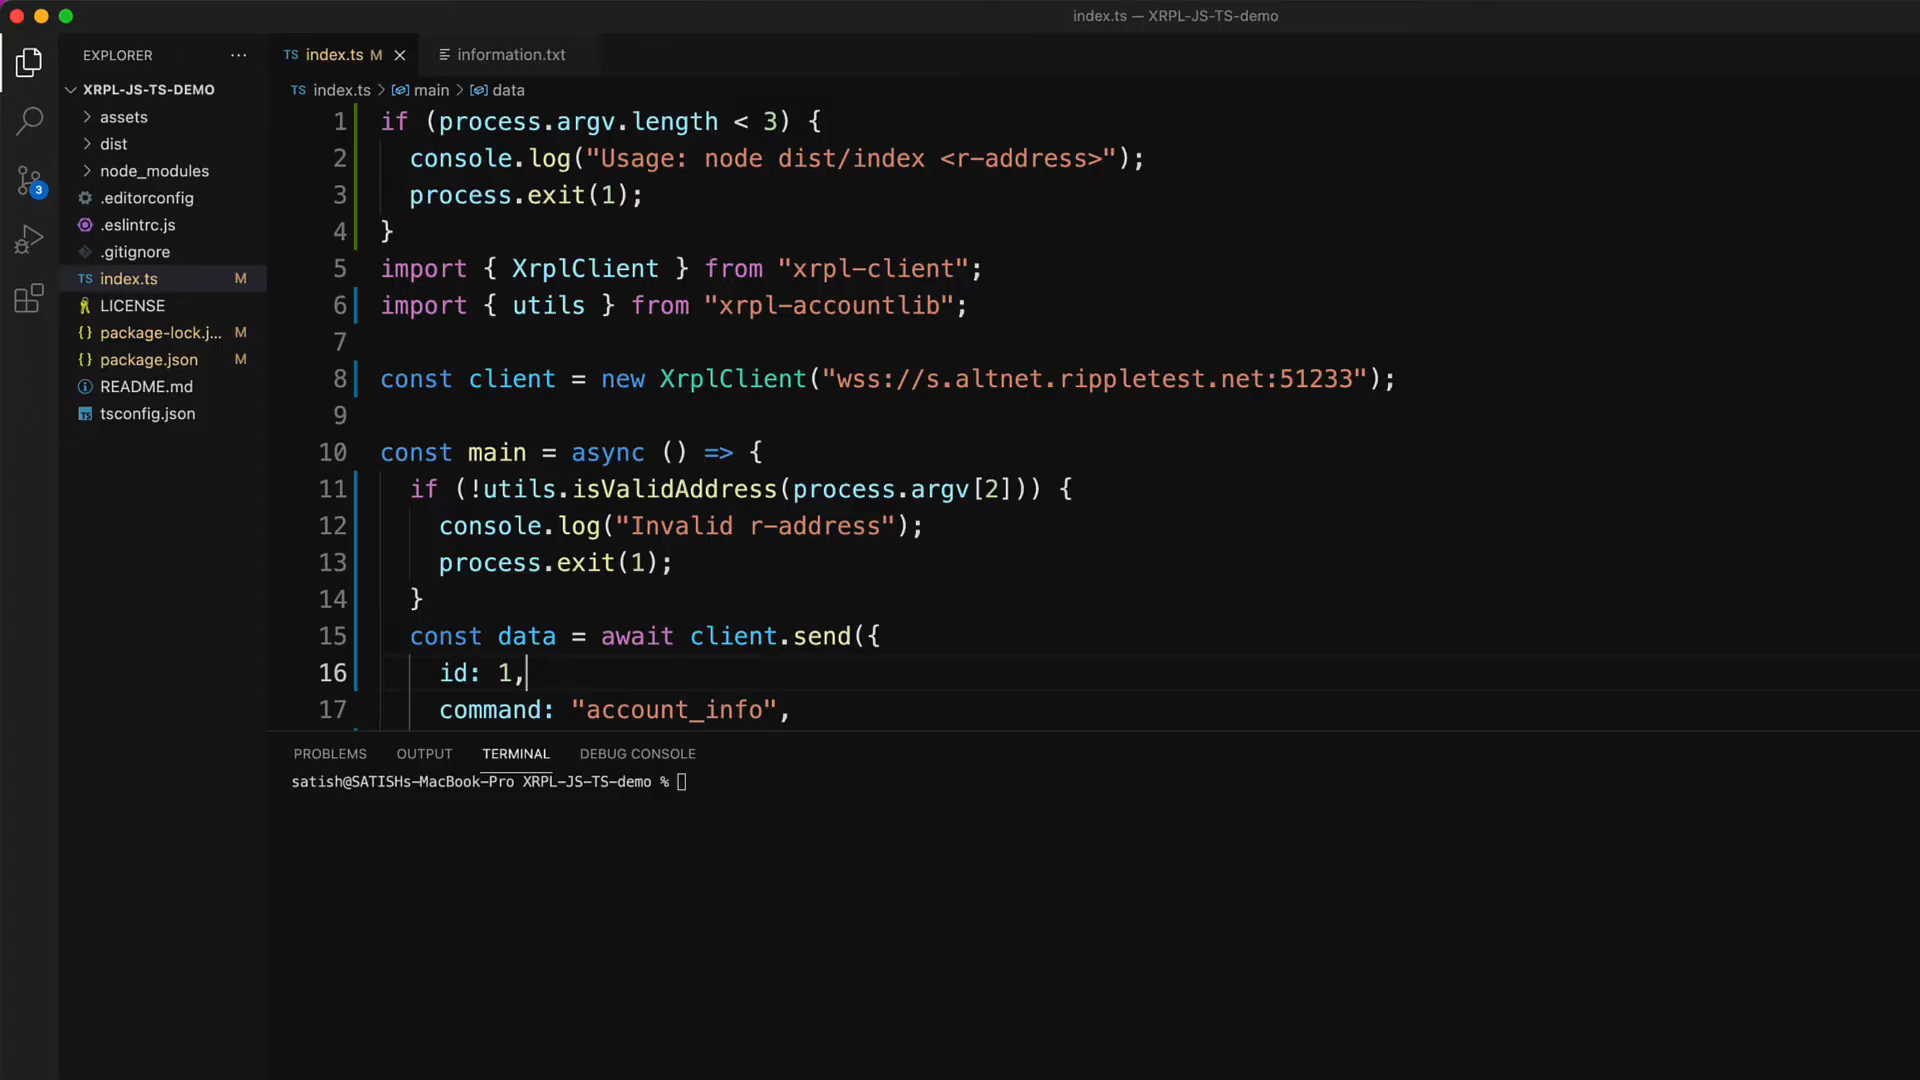 index.ts — XRPL-JS-TS-demo
EXPLORER ...
TS index.ts M
information.txt
XRPL-JS-TS-DEMO
assets
dist
node_modules
3
.editorconfig
.eslintrc.js
.gitignore
TS index.ts M
LICENSE
{} package-lock.j... M
{} package.json M
README.md
TS tsconfig.json
TS index.ts > main > data
1 if (process.argv.length < 3) {
2 console.log("Usage: node dist/index <r-address>");
3 process.exit(1);
4 }
5 import { XrplClient } from "xrpl-client";
6 import { utils } from "xrpl-accountlib";
7
8 const client = new XrplClient("wss://s.altnet.rippletest.net:51233");
9
10 const main = async () => {
11 if (!utils.isValidAddress(process.argv[2])) {
12 console.log("Invalid r-address");
13 process.exit(1);
14 }
15 const data = await client.send({
16 id: 1,
17 command: "account_info",
PROBLEMS OUTPUT TERMINAL DEBUG CONSOLE
satish@SATISHs-MacBook-Pro XRPL-JS-TS-demo %